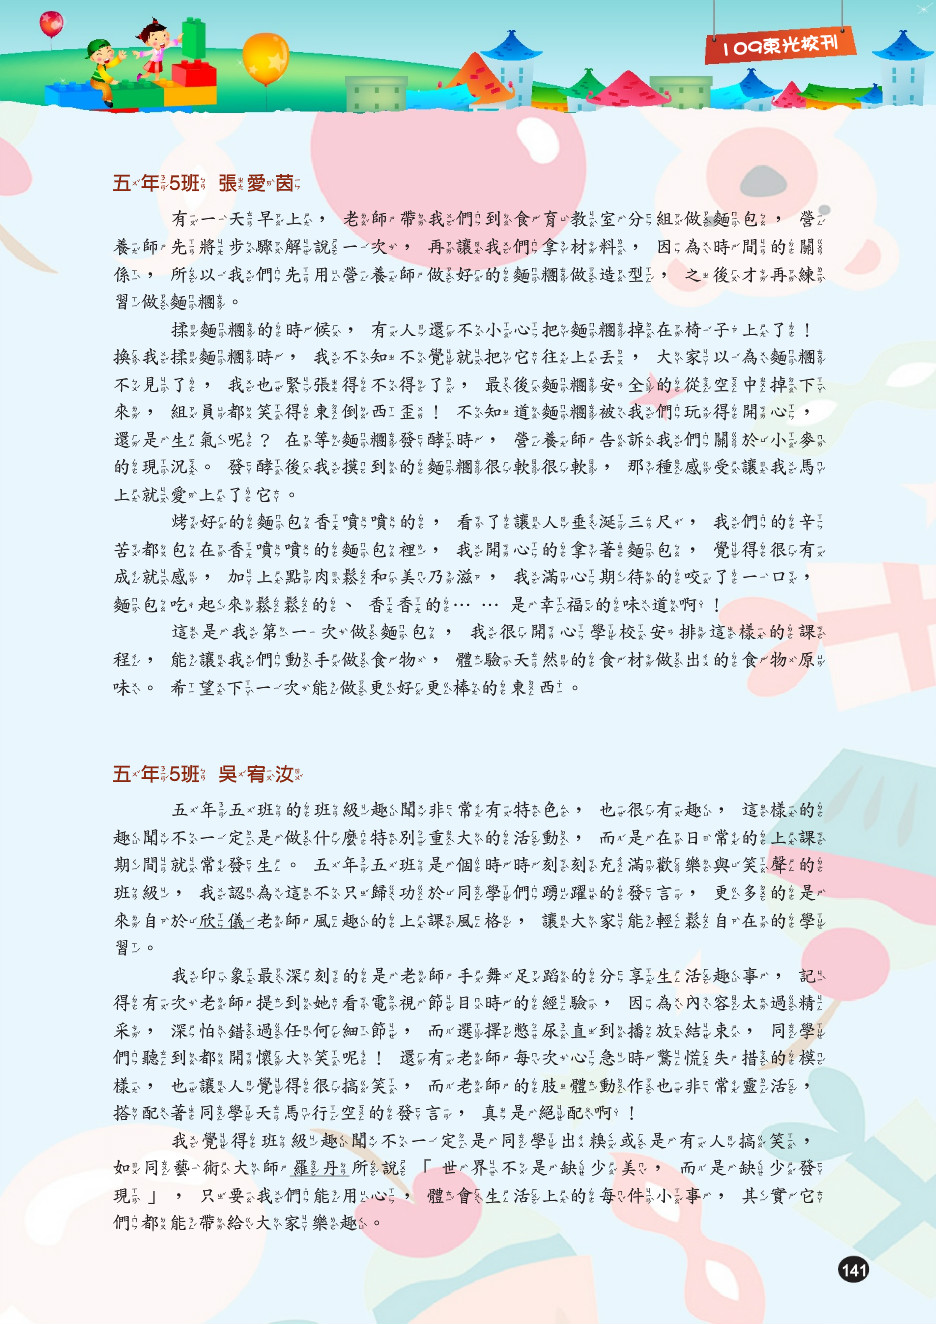 109東光校刊
五年5班 張愛茵
有一天早上，老師帶我們到食育教室分組做麵包，營
養師先將步驟解說一次，再讓我們拿材料，因為時間的關
係，所以我們先用營養師做好的麵糰做造型，之後才再練
習做麵糰。
揉麵糰的時候，有人還不小心把麵糰掉在椅子上了！
換我揉麵糰時，我不知不覺就把它往上丟，大家以為麵糰
不見了，我也緊張得不得了，最後麵糰安全的從空中掉下
來，組員都笑得東倒西歪！不知道麵糰被我們玩得開心，
還是生氣呢？在等麵糰發酵時，營養師告訴我們關於小麥
的現況。發酵後我摸到的麵糰很軟很軟，那種感受讓我馬
上就愛上了它。
烤好的麵包香噴噴的，看了讓人垂涎三尺，我們的辛
苦都包在香噴噴的麵包裡，我開心的拿著麵包，覺得很有
成就感，加上點肉鬆和美乃滋，我滿心期待的咬了一口，
麵包吃起來鬆鬆的、香香的……是幸福的味道啊！
這是我第一次做麵包，我很開心學校安排這樣的課
程，能讓我們動手做食物，體驗天然的食材做出的食物原
味。希望下一次能做更好更棒的東西。
五年5班 吳宥汝
五年五班的班級趣聞非常有特色，也很有趣，這樣的
趣聞不一定是做什麼特別重大的活動，而是在日常的上課
期間就常發生。五年五班是個時時刻刻充滿歡樂與笑聲的
班級，我認為這不只歸功於同學們踴躍的發言，更多的是
來自於欣儀老師風趣的上課風格，讓大家能輕鬆自在的學
習。
我印象最深刻的是老師手舞足蹈的分享生活趣事，記
得有次老師提到她看電視節目時的經驗，因為內容太過精
采，深怕錯過任何細節，而選擇憋尿直到播放結束，同學
們聽到都開懷大笑呢！還有老師每次心急時驚慌失措的模
樣，也讓人覺得很搞笑，而老師的肢體動作也非常靈活，
搭配著同學天馬行空的發言，真是絕配啊！
我覺得班級趣聞不一定是同學出糗或是有人搞笑，
如同藝術大師羅丹所說「世界不是缺少美，而是缺少發
現」，只要我們能用心，體會生活上的每件小事，其實它
們都能帶給大家樂趣。
141